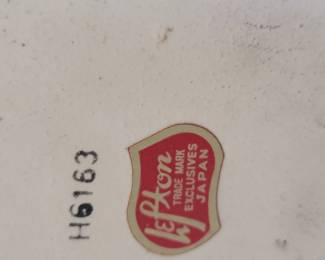 H6163
Lefton
TRADE MARK
EXCLUSIVES
JAPAN